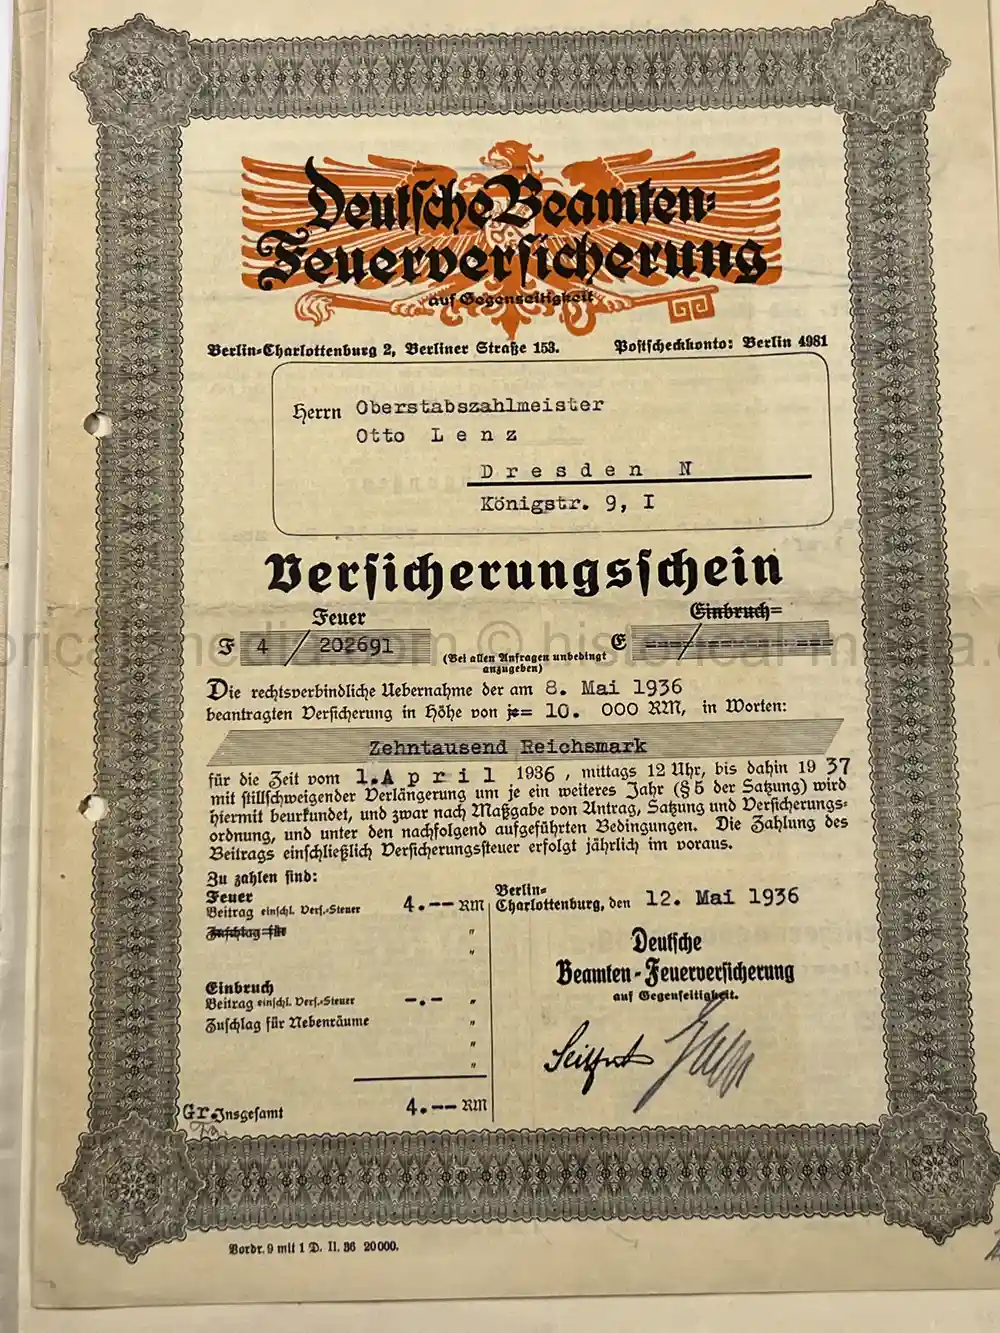 Deutsche Beamten-
Feuerversicherung
auf Gegenseitigkeit
Berlin-Charlottenburg 2, Berliner Straße 153. Postscheckkonto: Berlin 4981
Herrn Oberstabszahlmeister
Otto Lenz
Dresden N
Königstr. 9, I
Versicherungsschein
Feuer Einbruch=
F 4 / 202691 (Bei allen Anfragen unbedingt anzugeben) E ---/------
historical-media.com © historical-media.
Die rechtsverbindliche Uebernahme der am 8. Mai 1936
beantragten Versicherung in Höhe von je= 10. 000 RM, in Worten:
Zehntausend Reichsmark
für die Zeit vom 1.April 1936, mittags 12 Uhr, bis dahin 1937
mit stillschweigender Verlängerung um je ein weiteres Jahr (§ 5 der Satzung) wird
hiermit beurkundet, und zwar nach Maßgabe von Antrag, Satzung und Versicherungs-
ordnung, und unter den nachfolgend aufgeführten Bedingungen. Die Zahlung des
Beitrags einschließlich Versicherungssteuer erfolgt jährlich im voraus.
Zu zahlen sind:
Feuer
Beitrag einschl. Vers.-Steuer 4.-- RM
Zuschlag für "
"
Einbruch
Beitrag einschl. Vers.-Steuer -.- "
Zuschlag für Nebenräume "
"
"
Gr. Insgesamt 4.-- RM
Berlin-
Charlottenburg, den 12. Mai 1936
Deutsche
Beamten-Feuerversicherung
auf Gegenseitigkeit.
Vordr. 9 mit 1 D. II. 36 20000.